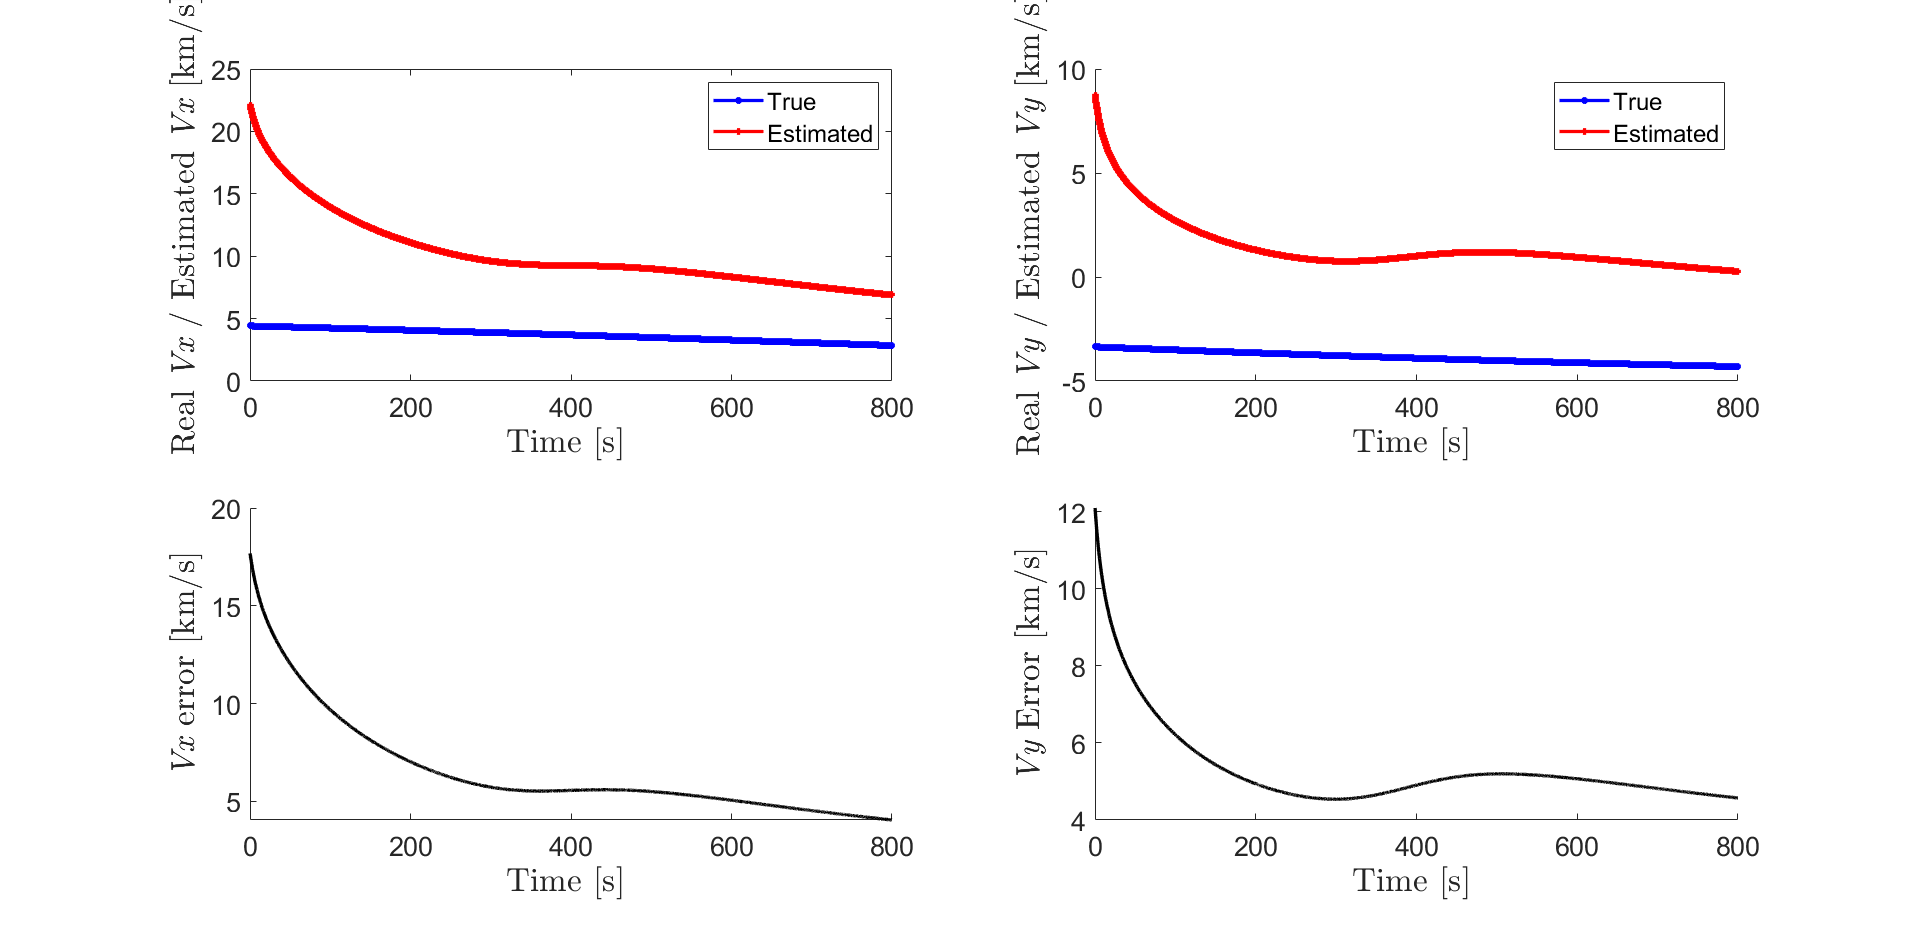 Real Vx / Estimated Vx [km/s]
25
20
15
10
5
0
True
Estimated
0 200 400 600 800
Time [s]
Real Vy / Estimated Vy [km/s]
10
5
0
-5
True
Estimated
0 200 400 600 800
Time [s]
Vx error [km/s]
20
15
10
5
0 200 400 600 800
Time [s]
Vy Error [km/s]
12
10
8
6
4
0 200 400 600 800
Time [s]